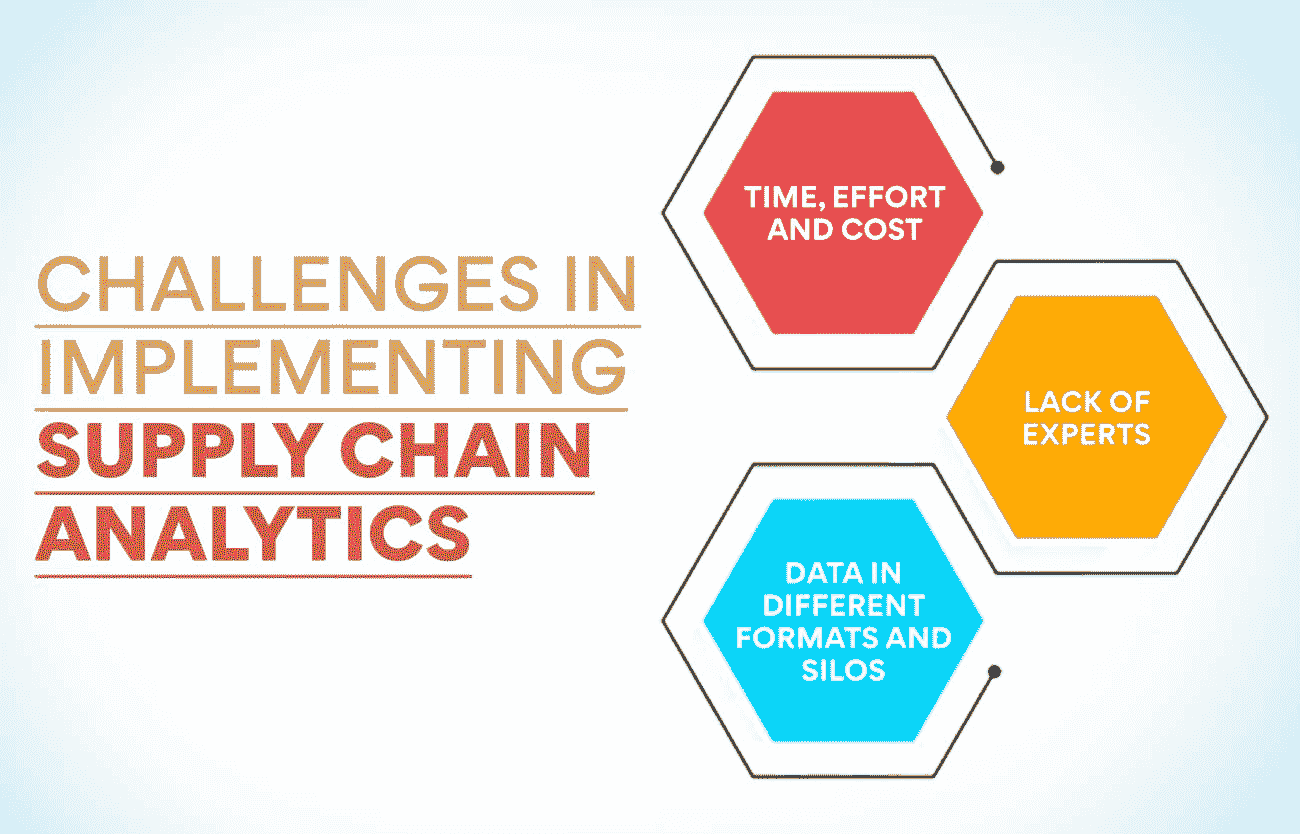 CHALLENGES IN
IMPLEMENTING
SUPPLY CHAIN
ANALYTICS
TIME, EFFORT
AND COST
LACK OF
EXPERTS
DATA IN
DIFFERENT
FORMATS AND
SILOS